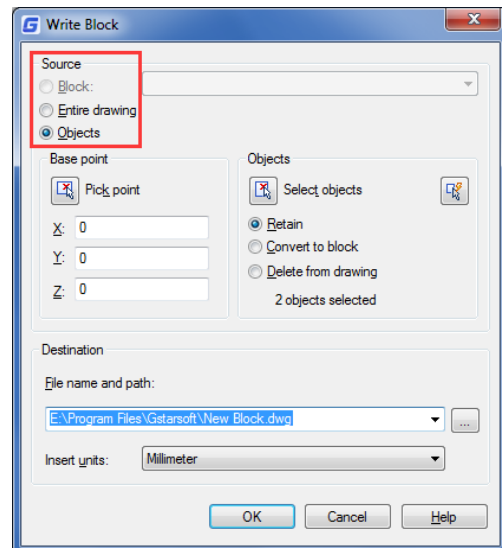 Write Block
Source
Block:
Entire drawing
Objects
Base point
Pick point
X: 0
Y: 0
Z: 0
Objects
Select objects
Retain
Convert to block
Delete from drawing
2 objects selected
Destination
File name and path:
E:\Program Files\Gstarsoft\New Block.dwg
...
Insert units: Millimeter
OK Cancel Help